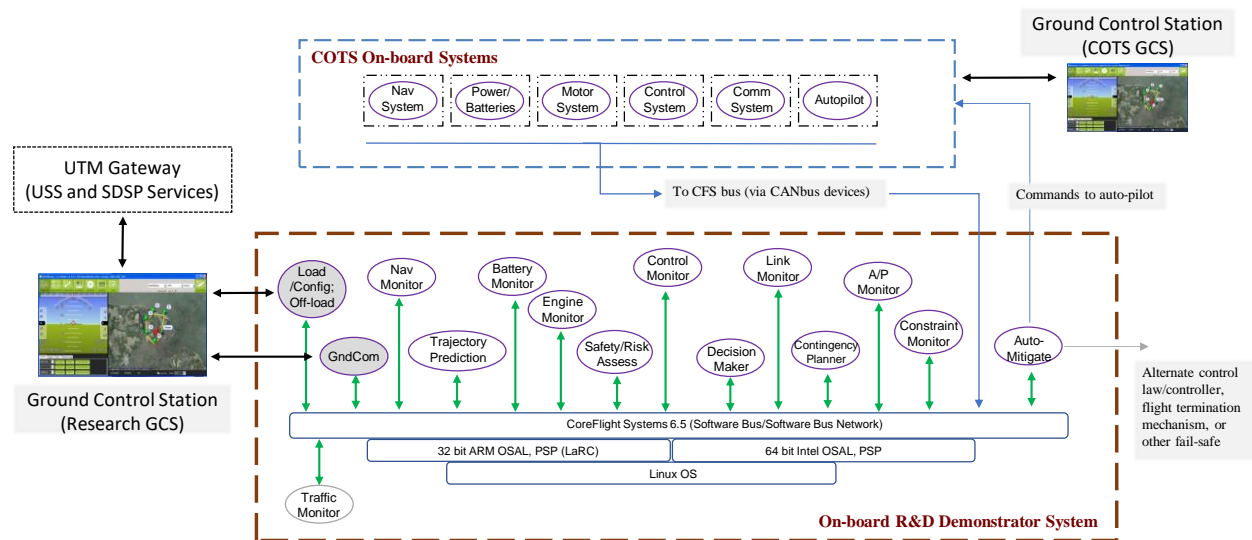 Ground Control Station
(COTS GCS)
COTS On-board Systems
Nav
System
Power/
Batteries
Motor
System
Control
System
Comm
System
Autopilot
UTM Gateway
(USS and SDSP Services)
To CFS bus (via CANbus devices)
Commands to auto-pilot
Load
/Config;
Off-load
Nav
Monitor
Battery
Monitor
Control
Monitor
Link
Monitor
A/P
Monitor
Engine
Monitor
GndCom
Trajectory
Prediction
Safety/Risk
Assess
Decision
Maker
Contingency
Planner
Constraint
Monitor
Auto-
Mitigate
Ground Control Station
(Research GCS)
Alternate control
law/controller,
flight termination
mechanism, or
other fail-safe
CoreFlight Systems 6.5 (Software Bus/Software Bus Network)
32 bit ARM OSAL, PSP (LaRC)
64 bit Intel OSAL, PSP
Linux OS
Traffic
Monitor
On-board R&D Demonstrator System